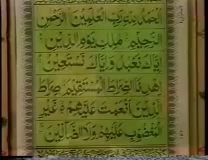 الحمد لله رب العلمين الرحمن
الرحيم ملك يوم الدين
إياك نعبد وإياك نستعين
اهدنا الصراط المستقيم صراط
الذين أنعمت عليهم غير
المغضوب عليهم ولا الضالين